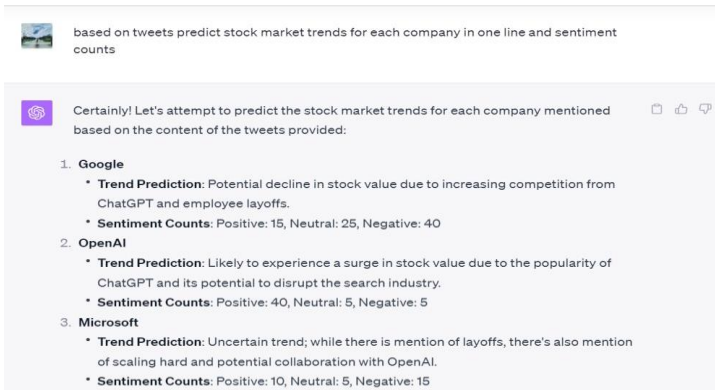 based on tweets predict stock market trends for each company in one line and sentiment
counts
Certainly! Let's attempt to predict the stock market trends for each company mentioned
based on the content of the tweets provided:
1. Google
• Trend Prediction: Potential decline in stock value due to increasing competition from
ChatGPT and employee layoffs.
• Sentiment Counts: Positive: 15, Neutral: 25, Negative: 40
2. OpenAI
• Trend Prediction: Likely to experience a surge in stock value due to the popularity of
ChatGPT and its potential to disrupt the search industry.
• Sentiment Counts: Positive: 40, Neutral: 5, Negative: 5
3. Microsoft
• Trend Prediction: Uncertain trend; while there is mention of layoffs, there's also mention
of scaling hard and potential collaboration with OpenAI.
• Sentiment Counts: Positive: 10, Neutral: 5, Negative: 15